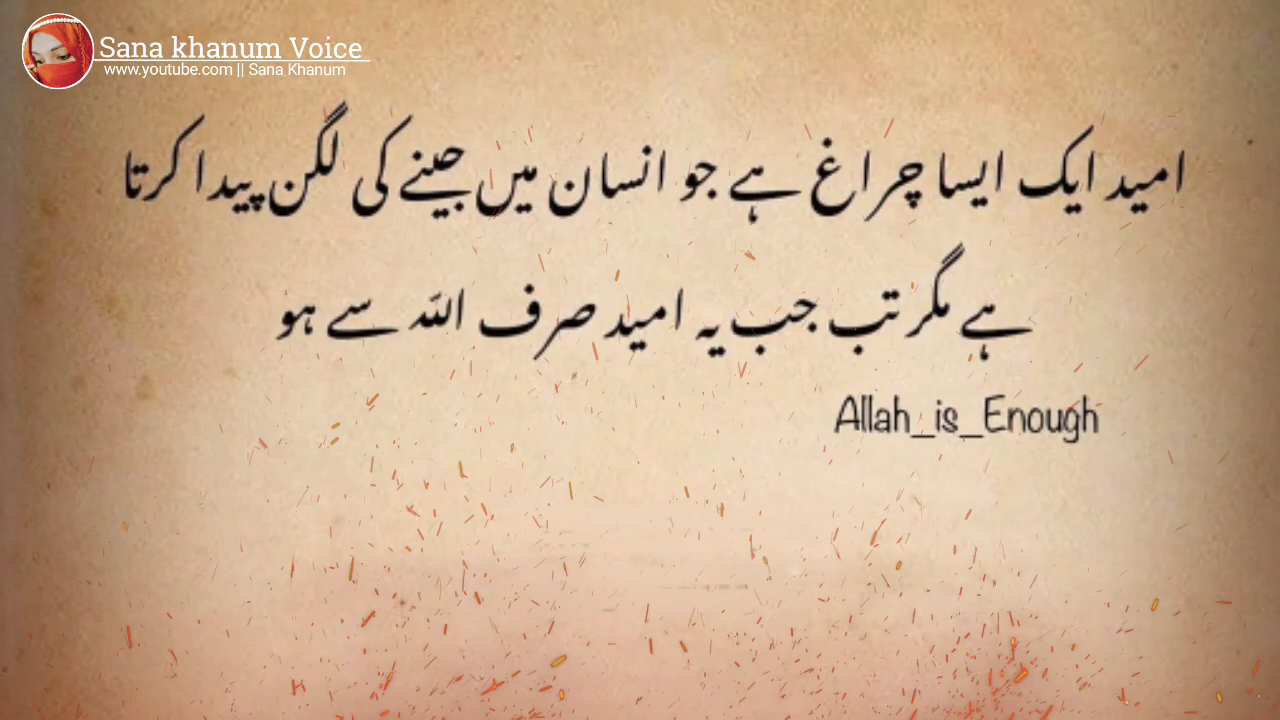 Sana khanum Voice
www.youtube.com || Sana Khanum
امید ایک ایسا چراغ ہے جو انسان میں جینے کی لگن پیدا کرتا
ہے مگر تب جب یہ امید صرف اللہ سے ہو
Allah_is_Enough